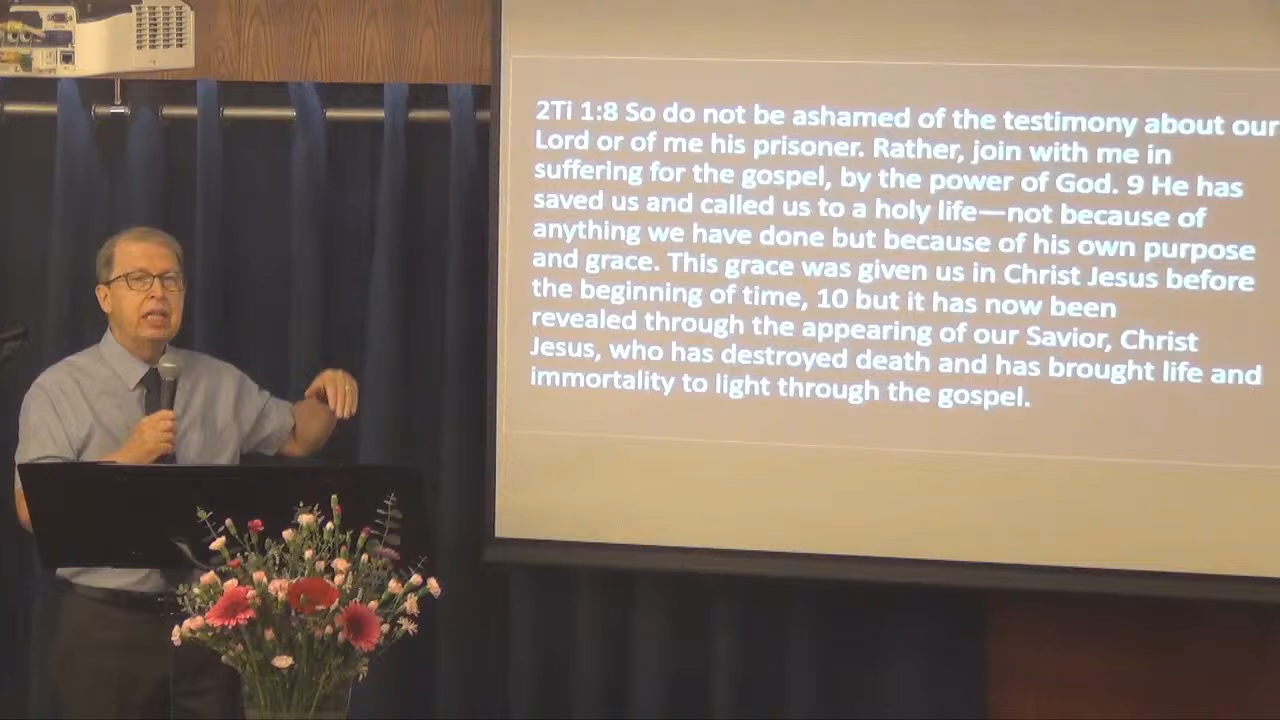 2Ti 1:8 So do not be ashamed of the testimony about our
Lord or of me his prisoner. Rather, join with me in
suffering for the gospel, by the power of God. 9 He has
saved us and called us to a holy life—not because of
anything we have done but because of his own purpose
and grace. This grace was given us in Christ Jesus before
the beginning of time, 10 but it has now been
revealed through the appearing of our Savior, Christ
Jesus, who has destroyed death and has brought life and
immortality to light through the gospel.